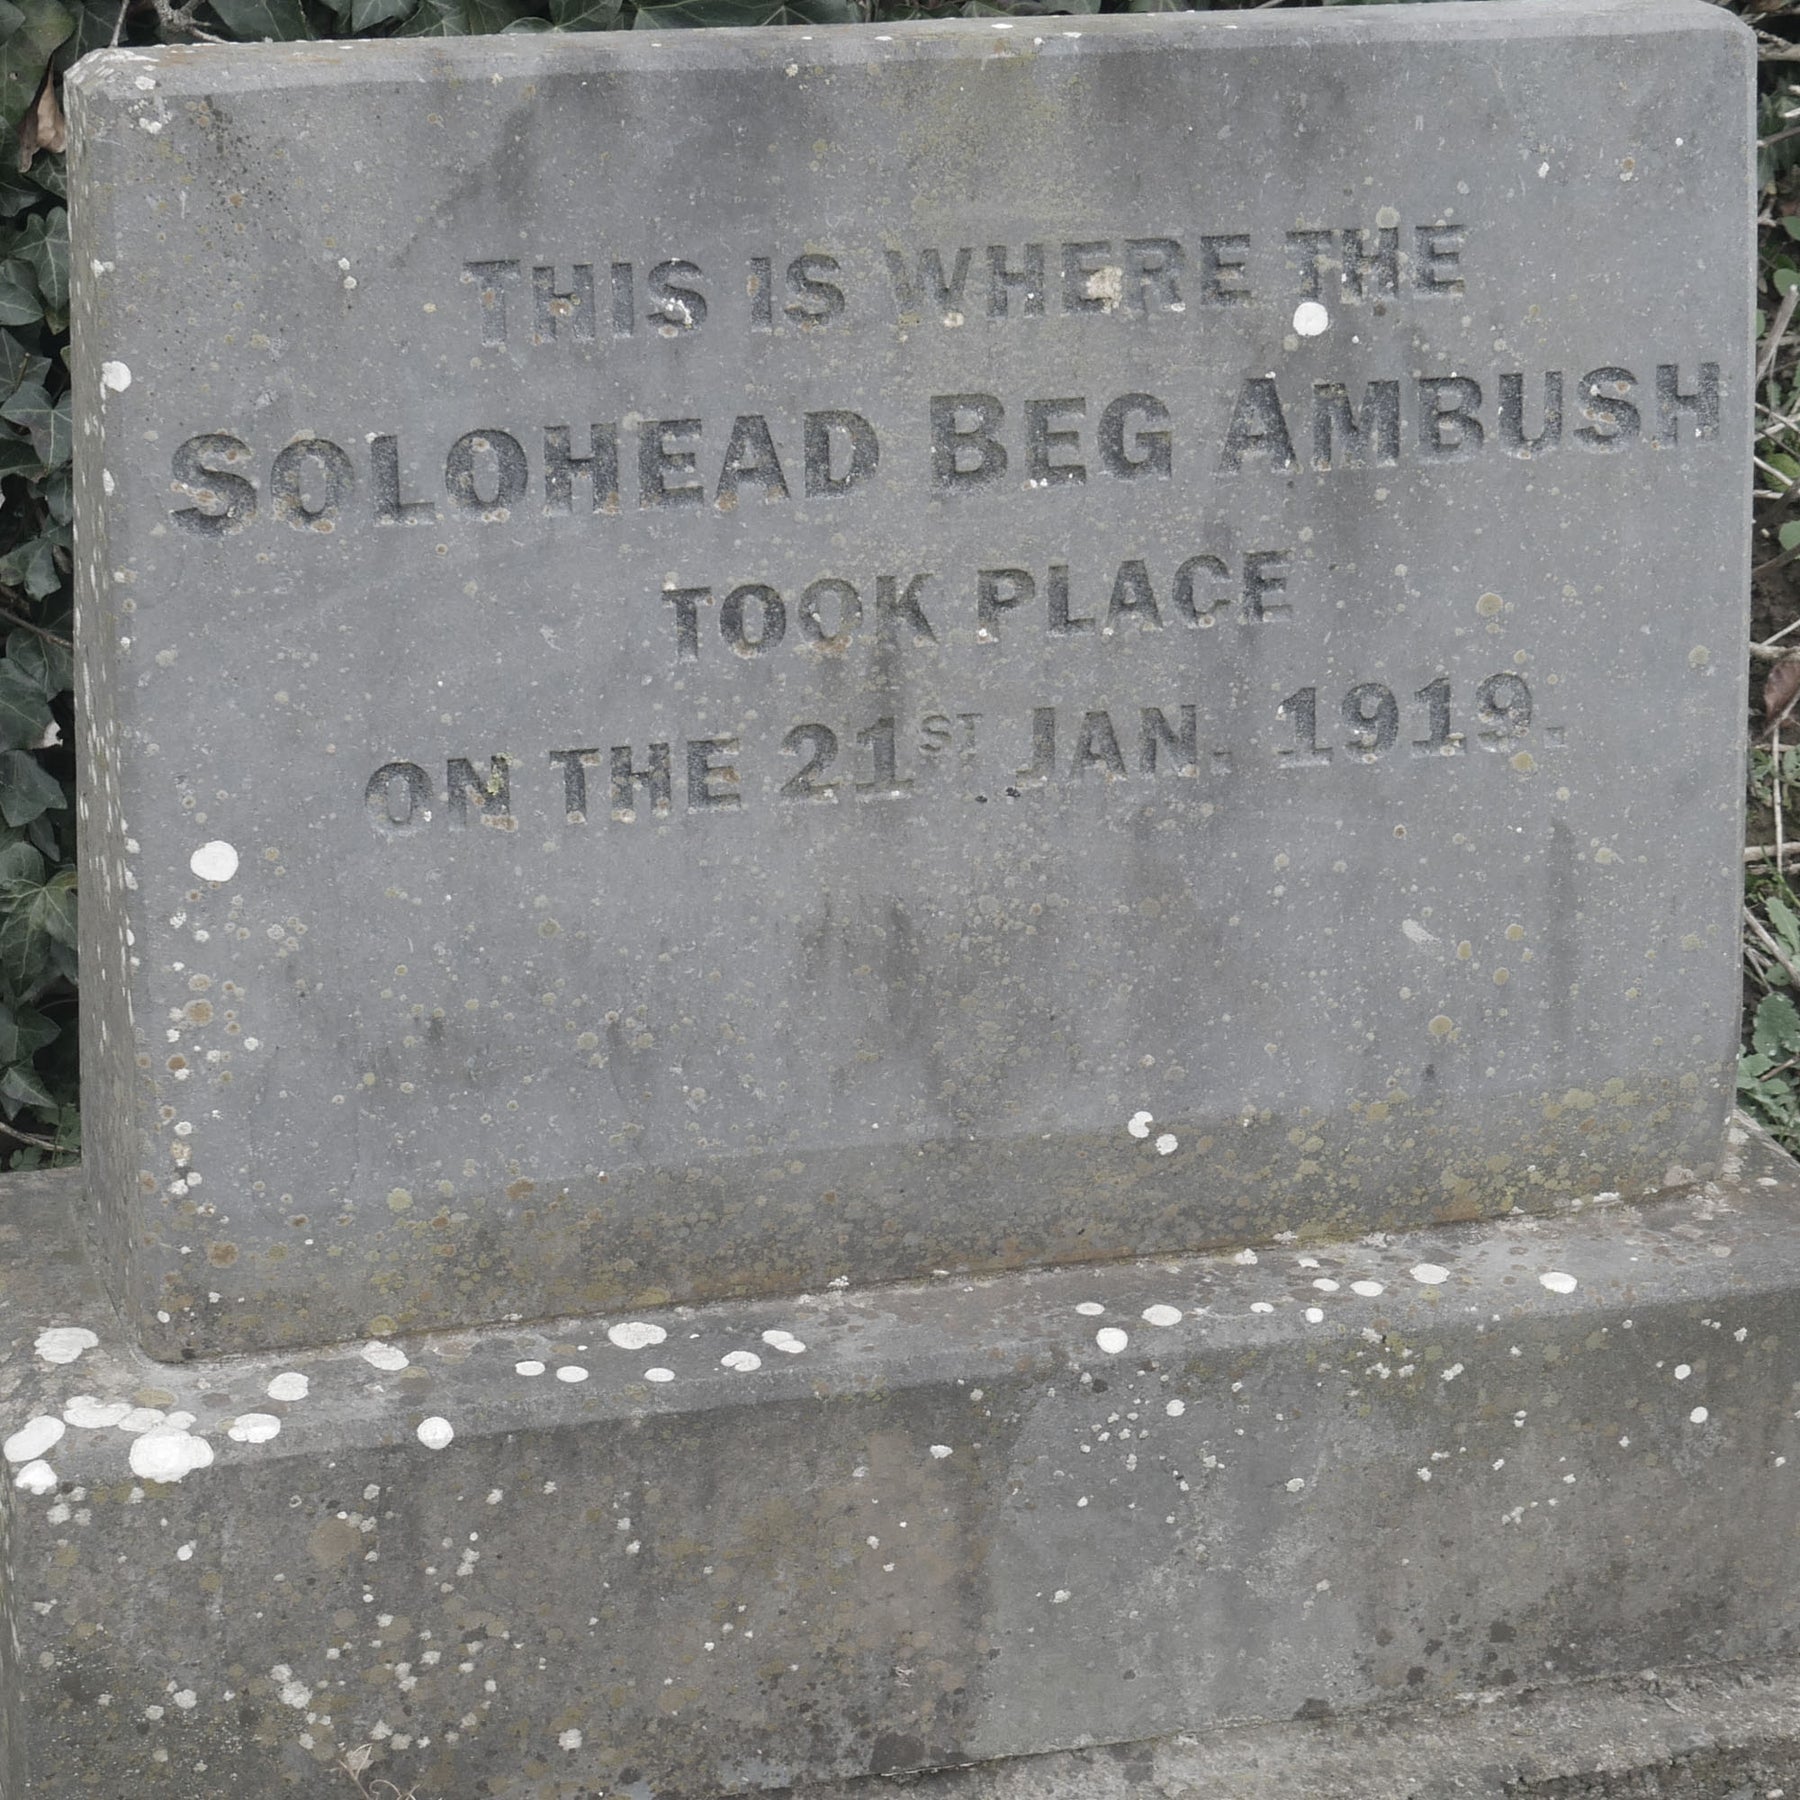 THIS IS WHERE THE
SOLOHEAD BEG AMBUSH
TOOK PLACE
ON THE 21ST JAN. 1919.